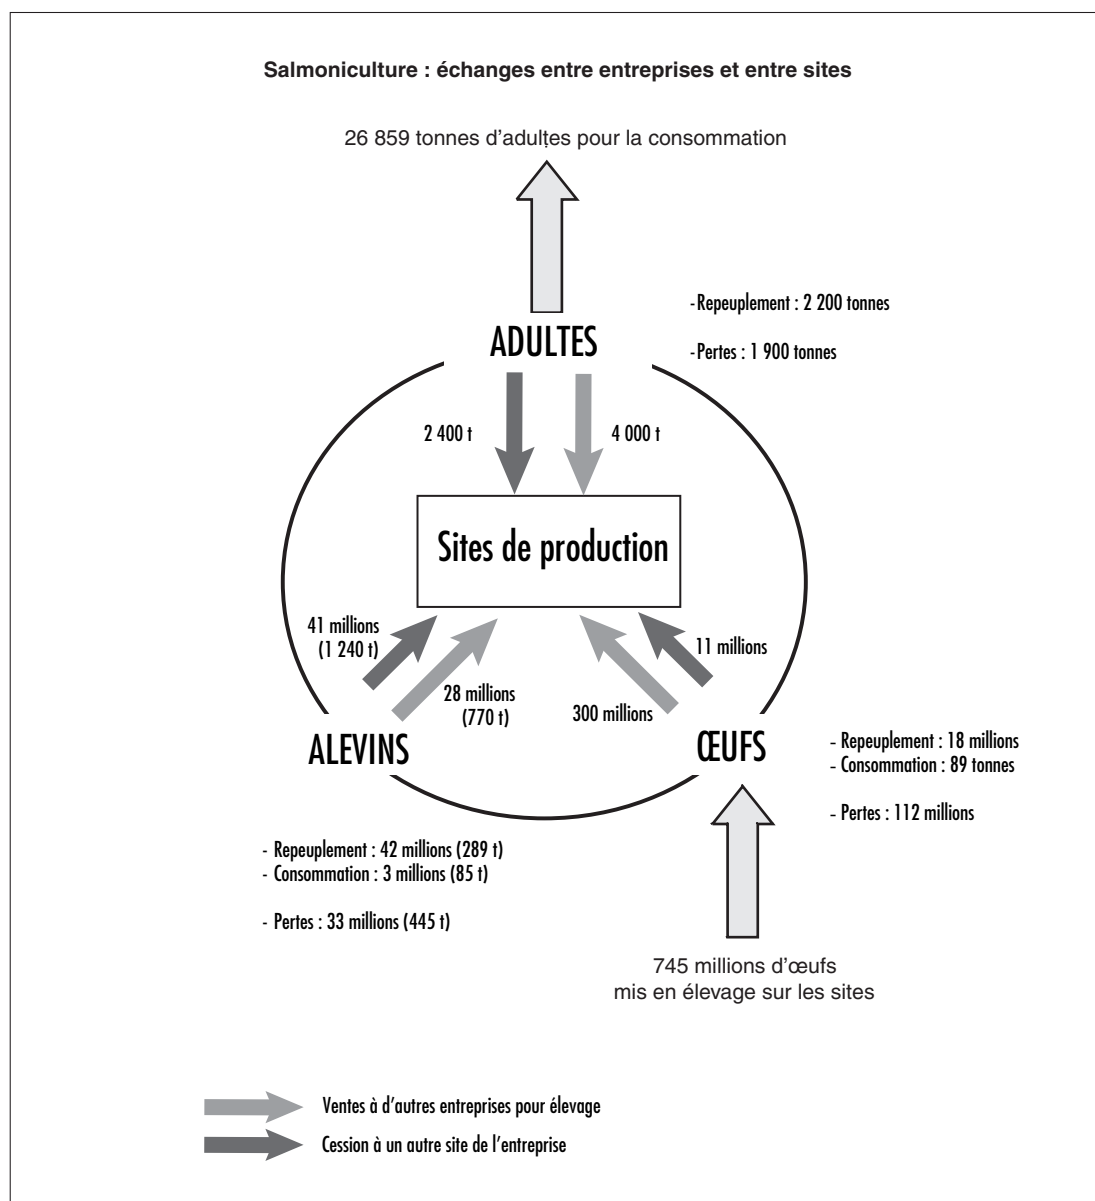 Salmoniculture : échanges entre entreprises et entre sites
26 859 tonnes d'adultes pour la consommation
- Repeuplement : 2 200 tonnes
ADULTES
- Pertes : 1 900 tonnes
2 400 t
4 000 t
Sites de production
41 millions
(1 240 t)
11 millions
28 millions
(770 t)
300 millions
ALEVINS
ŒUFS
- Repeuplement : 18 millions
- Consommation : 89 tonnes
- Pertes : 112 millions
- Repeuplement : 42 millions (289 t)
- Consommation : 3 millions (85 t)
- Pertes : 33 millions (445 t)
745 millions d'œufs
mis en élevage sur les sites
Ventes à d'autres entreprises pour élevage
Cession à un autre site de l'entreprise